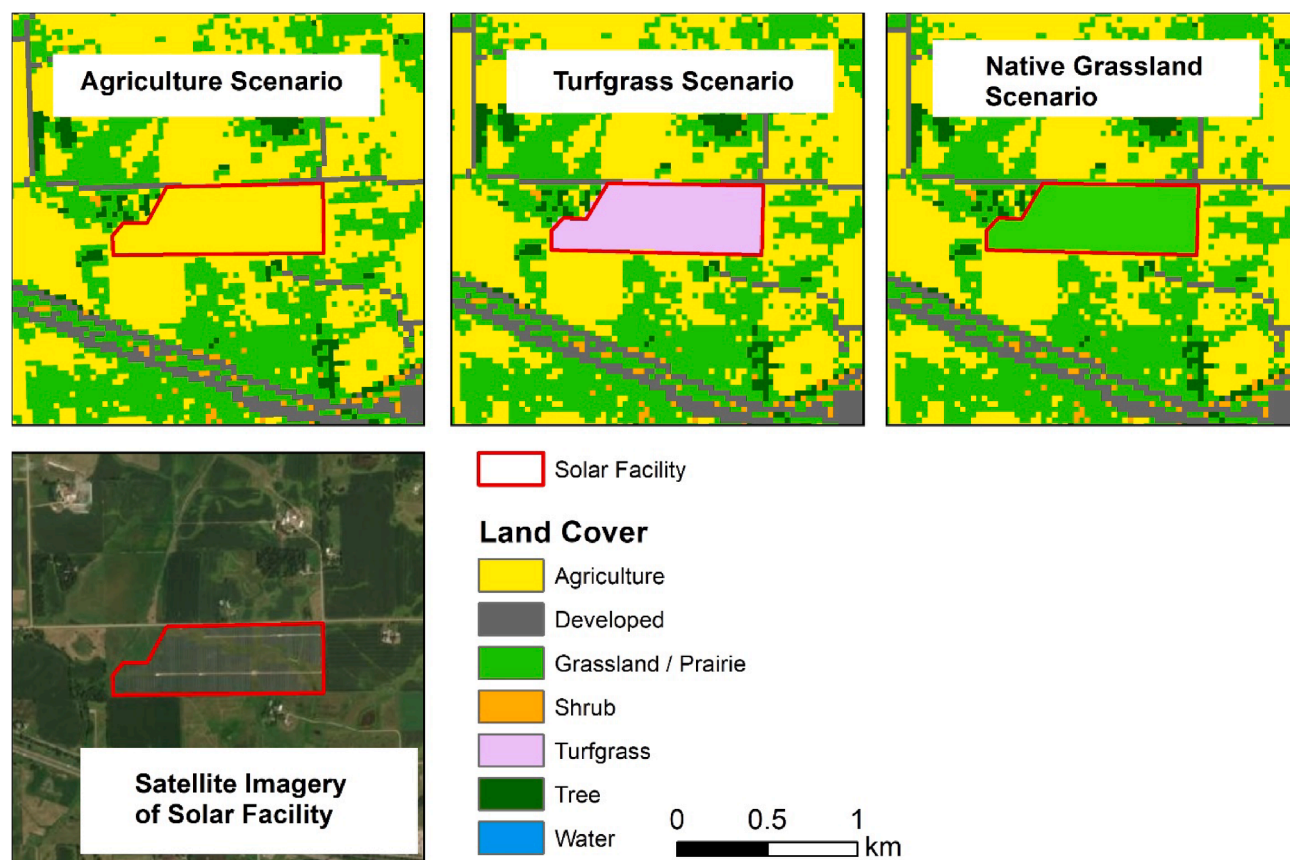 Agriculture Scenario
Turfgrass Scenario
Native Grassland
Scenario
Satellite Imagery
of Solar Facility
Solar Facility
Land Cover
Agriculture
Developed
Grassland / Prairie
Shrub
Turfgrass
Tree
Water
0 0.5 1
km